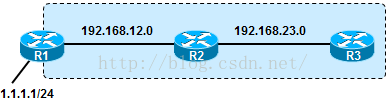 192.168.12.0
192.168.23.0
R1
R2
R3
http://blog.csdn.net/
1.1.1.1/24